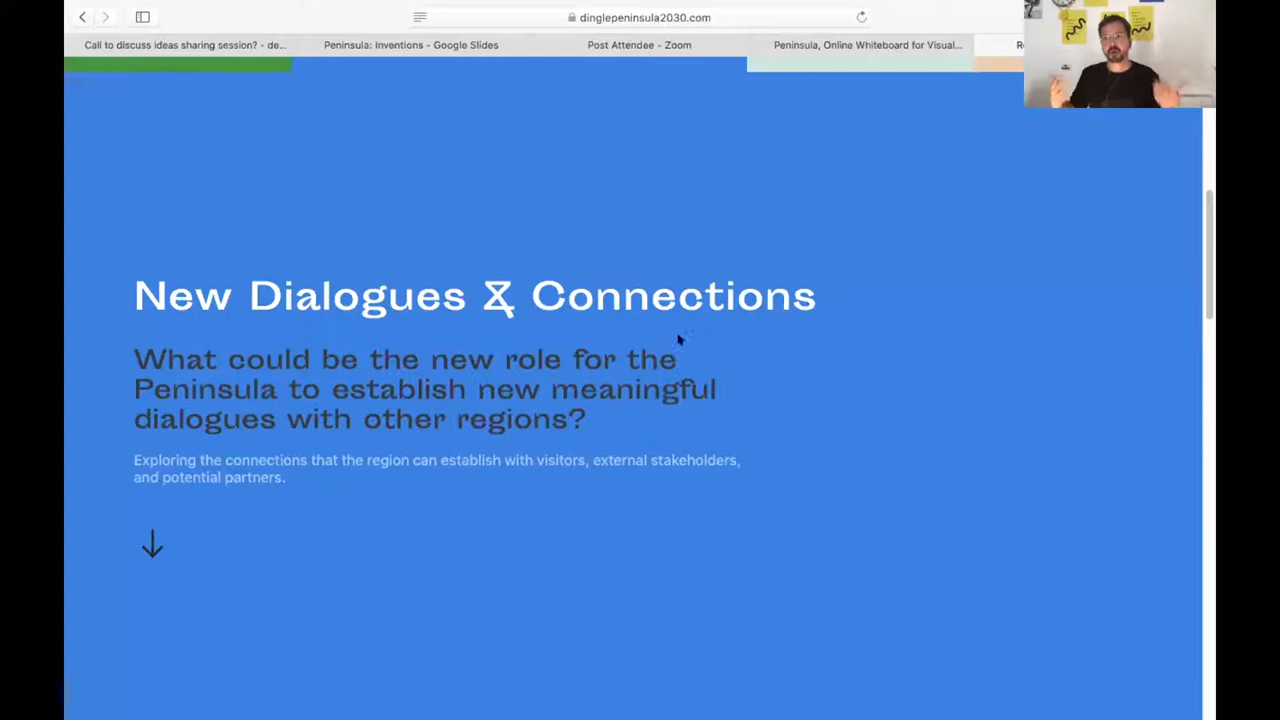 dinglepeninsula2030.com
Call to discuss ideas sharing session? - de...
Peninsula: Inventions - Google Slides
Post Attendee - Zoom
Peninsula, Online Whiteboard for Visual...
New Dialogues & Connections
What could be the new role for the
Peninsula to establish new meaningful
dialogues with other regions?
Exploring the connections that the region can establish with visitors, external stakeholders,
and potential partners.